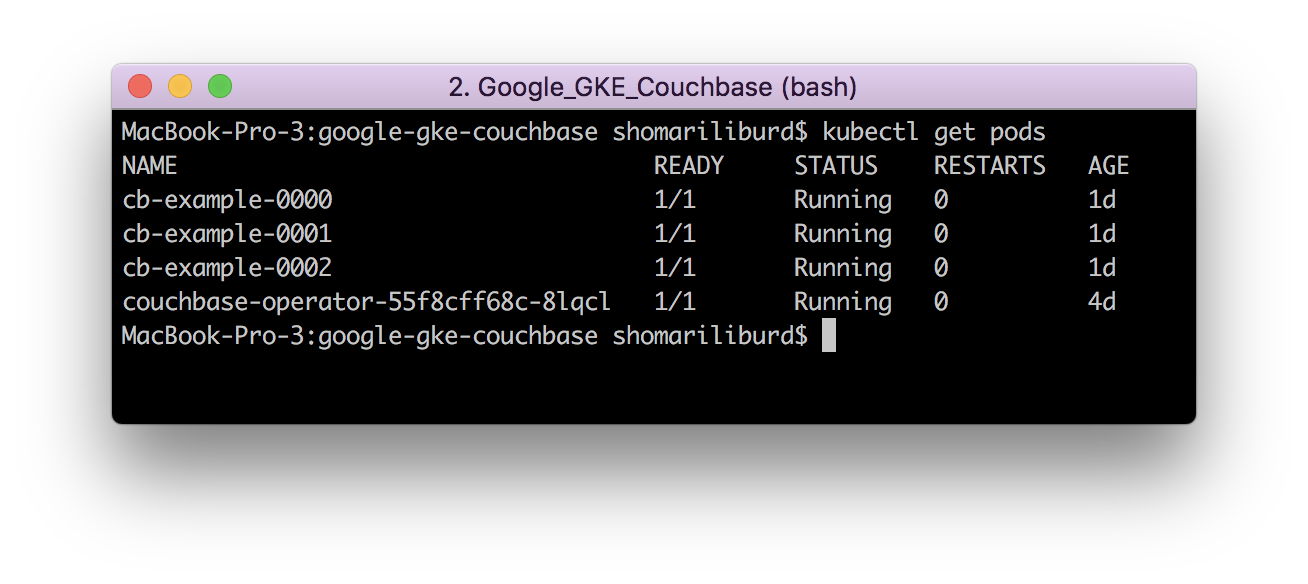 2. Google_GKE_Couchbase (bash)
MacBook-Pro-3:google-gke-couchbase shomariliburd$ kubectl get pods
NAME READY STATUS RESTARTS AGE
cb-example-0000 1/1 Running 0 1d
cb-example-0001 1/1 Running 0 1d
cb-example-0002 1/1 Running 0 1d
couchbase-operator-55f8cff68c-8lqcl 1/1 Running 0 4d
MacBook-Pro-3:google-gke-couchbase shomariliburd$